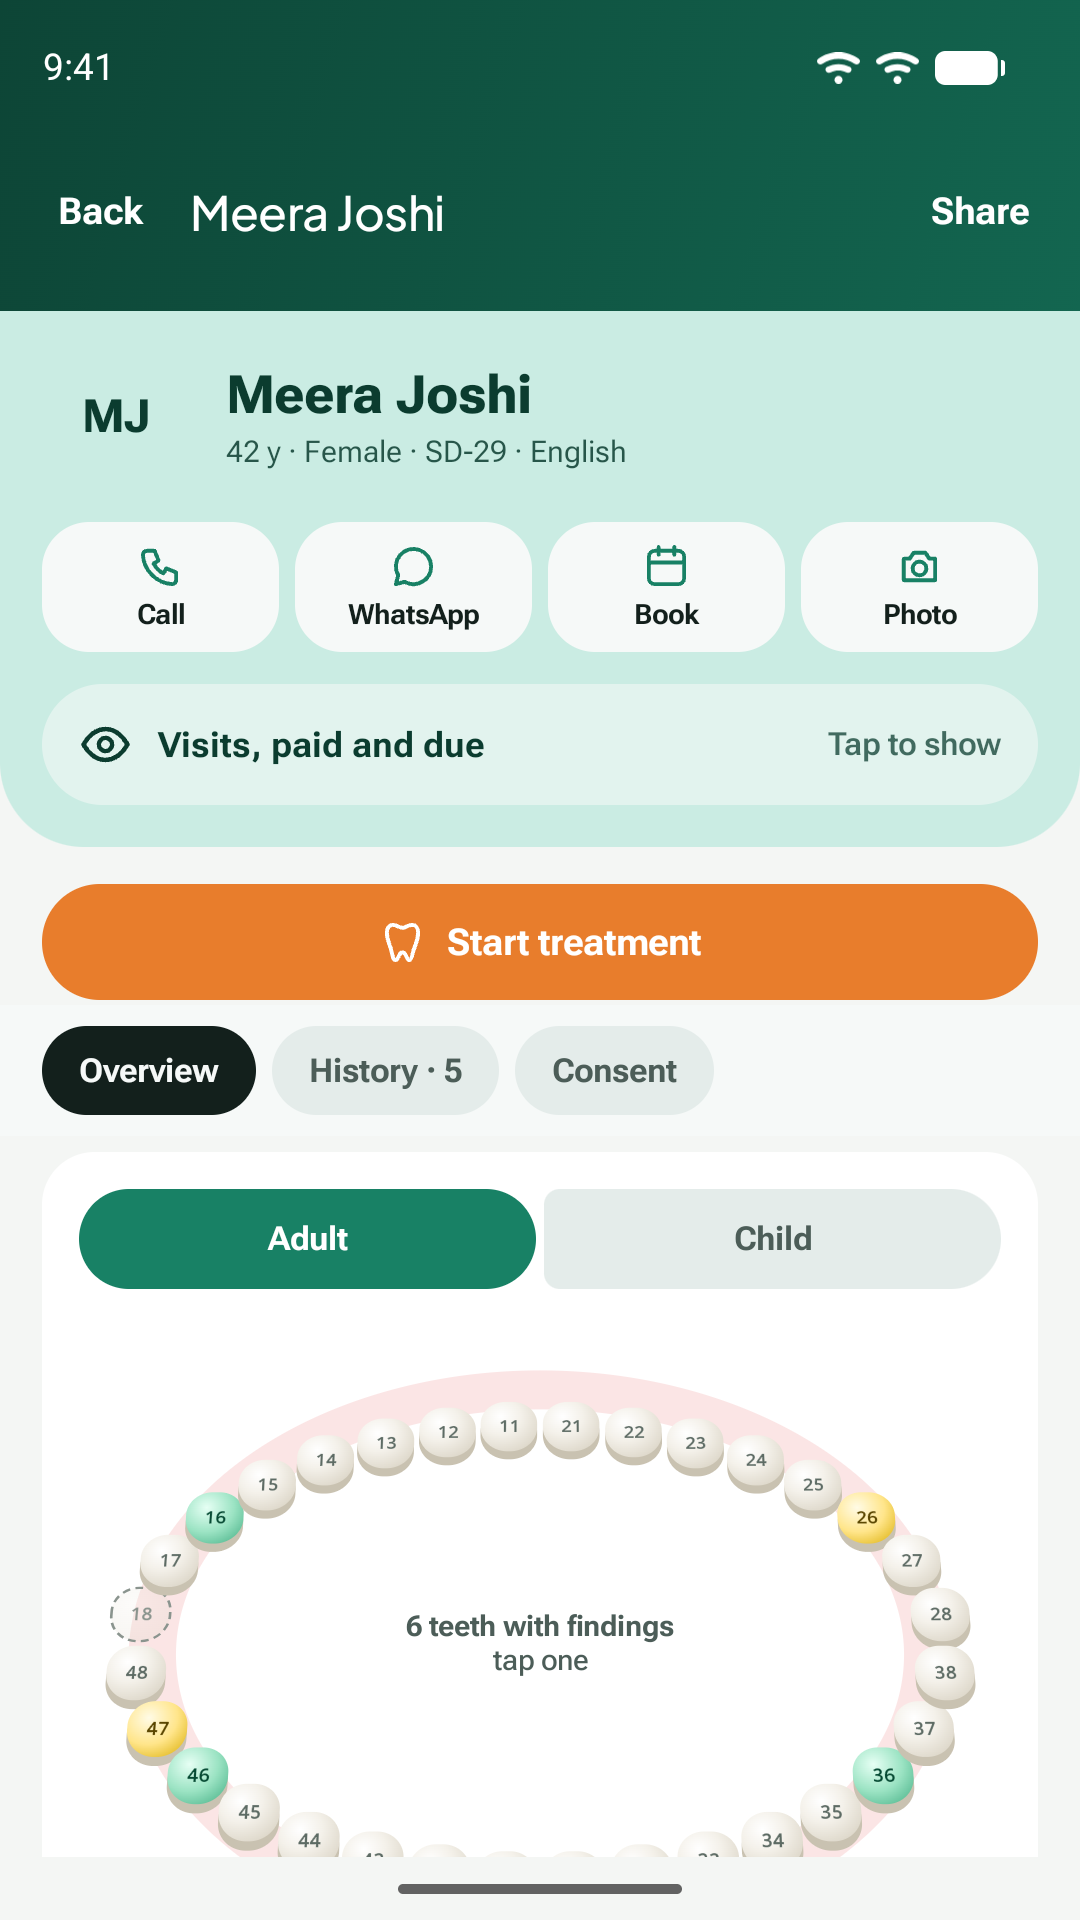 9:41
Back Meera Joshi Share
MJ
Meera Joshi
42 y · Female · SD-29 · English
Call WhatsApp Book Photo
Visits, paid and due Tap to show
Start treatment
Overview History · 5 Consent
Adult Child
11 21
12 22
13 23
14 24
15 25
16 26
17 27
18 28
6 teeth with findings
tap one
48 38
47 37
46 36
45 35
44 34